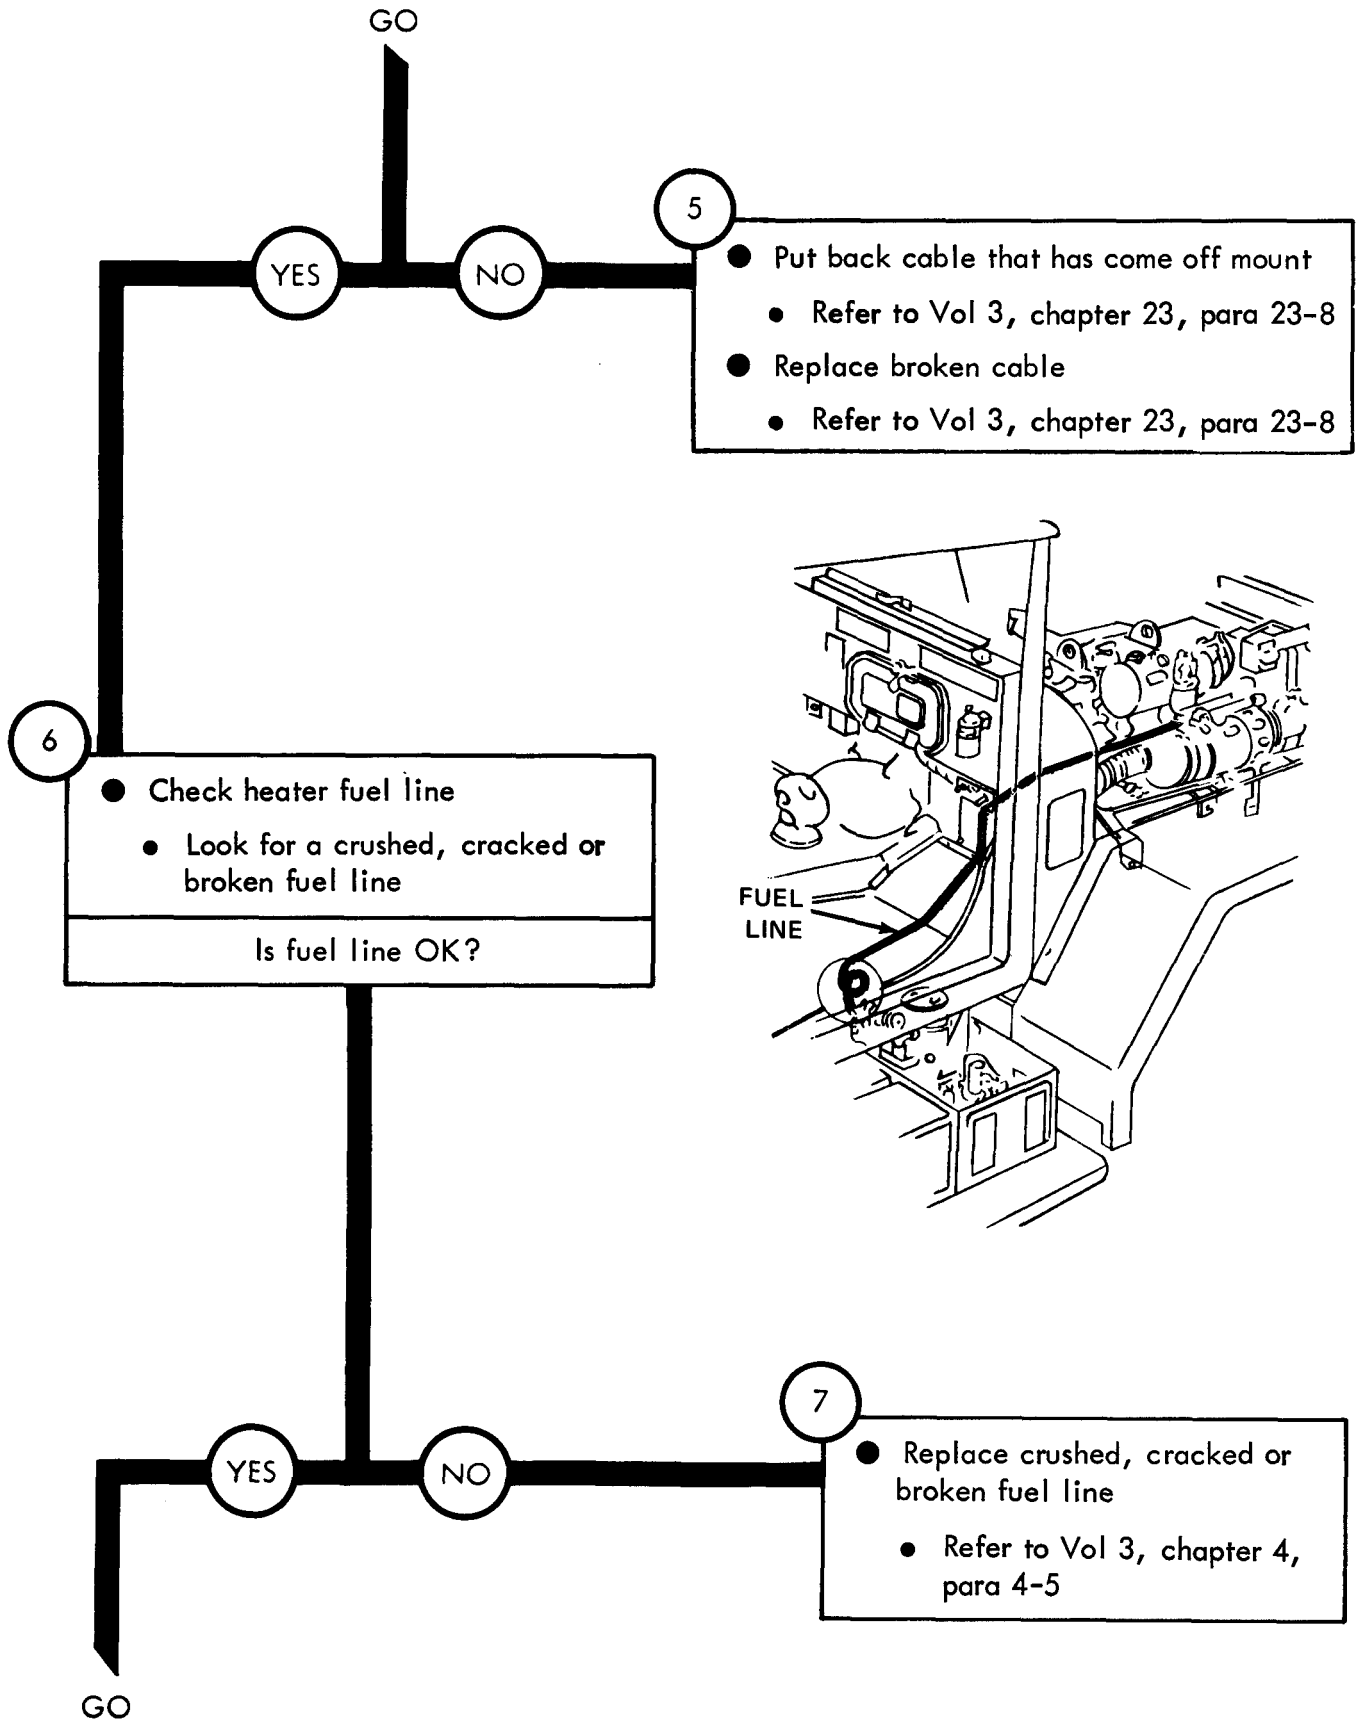 GO
YES
NO
5
● Put back cable that has come off mount
● Refer to Vol 3, chapter 23, para 23-8
● Replace broken cable
● Refer to Vol 3, chapter 23, para 23-8
6
● Check heater fuel line
● Look for a crushed, cracked or
broken fuel line
Is fuel line OK?
FUEL
LINE
YES
NO
7
● Replace crushed, cracked or
broken fuel line
● Refer to Vol 3, chapter 4,
para 4-5
GO